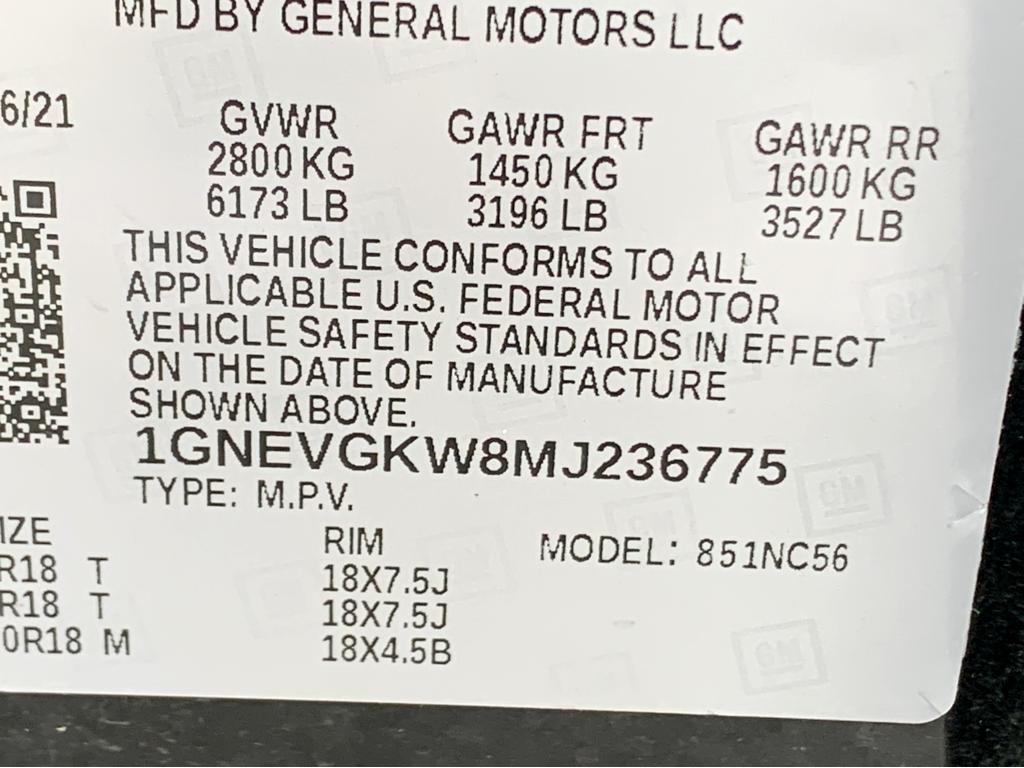 MFD BY GENERAL MOTORS LLC
6/21
GVWR GAWR FRT GAWR RR
2800 KG 1450 KG 1600 KG
6173 LB 3196 LB 3527 LB
THIS VEHICLE CONFORMS TO ALL
APPLICABLE U.S. FEDERAL MOTOR
VEHICLE SAFETY STANDARDS IN EFFECT
ON THE DATE OF MANUFACTURE
SHOWN ABOVE.
1GNEVGKW8MJ236775
TYPE: M.P.V.
IZE RIM MODEL: 851NC56
R18 T 18X7.5J
R18 T 18X7.5J
0R18 M 18X4.5B